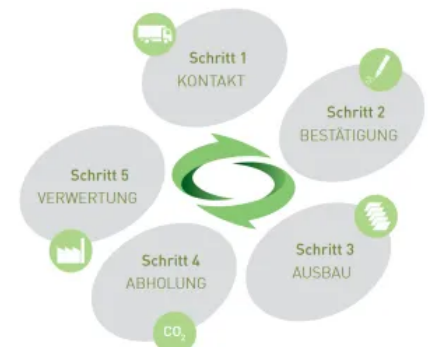 Schritt 1
KONTAKT
Schritt 2
BESTÄTIGUNG
Schritt 3
AUSBAU
Schritt 4
ABHOLUNG
CO₂
Schritt 5
VERWERTUNG